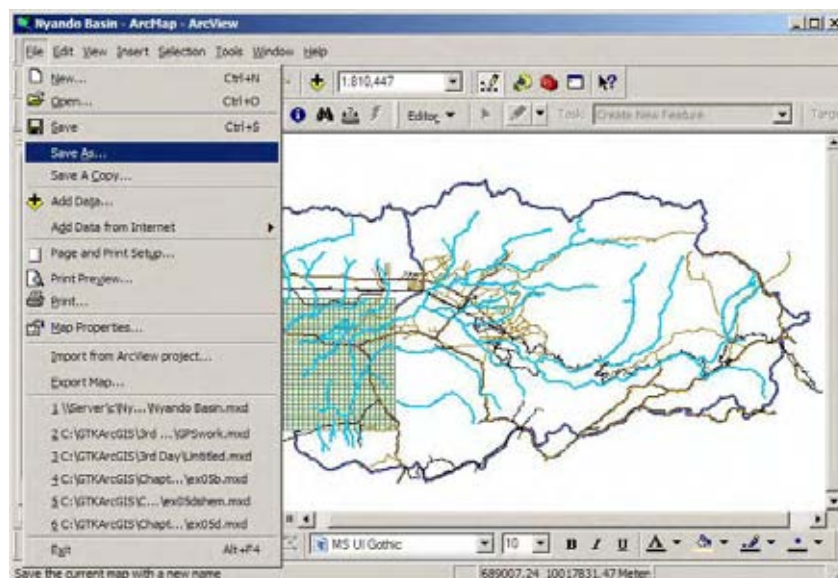 Nyando Basin - ArcMap - ArcView
File Edit View Insert Selection Tools Window Help
New... Ctrl+N
1:810,447
Open... Ctrl+O
Save Ctrl+S
Editor Task: Create New Feature Targe
Save As...
Save A Copy...
Add Data...
Add Data from Internet
Page and Print Setup...
Print Preview...
Print...
Map Properties...
Import from ArcView project...
Export Map...
1 \\Server\c\Ny... \Nyando Basin.mxd
2 C:\GTKArcGIS\3rd ... \GPSwork.mxd
3 C:\GTKArcGIS\3rd Day\Untitled.mxd
4 C:\GTKArcGIS\Chapt...\ex05b.mxd
5 C:\GTKArcGIS\C...\ex05dshem.mxd
6 C:\GTKArcGIS\Chapt...\ex05d.mxd
Exit Alt+F4
MS UI Gothic 10 B I U A
Save the current map with a new name
689007.24 10017831.47 Meter